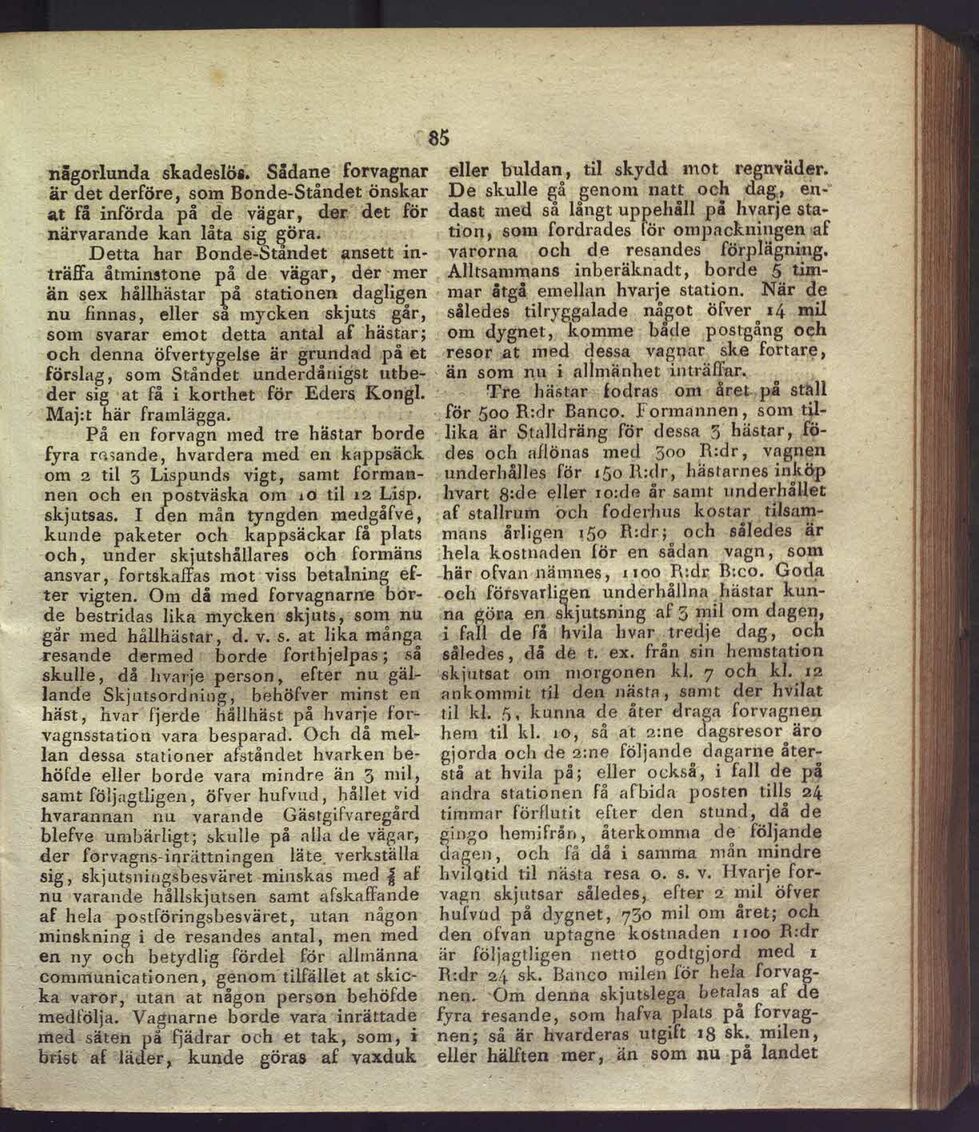 85
någorlunda skadeslös. Sådane forvagnar
är det derföre, som Bonde-Ståndet önskar
at få införda på de vägar, der det för
närvarande kan låta sig göra.
Detta har Bonde-Ståndet ansett in-
träffa åtminstone på de vägar, der mer
än sex hållhästar på stationen dagligen
nu finnas, eller så mycken skjuts går,
som svarar emot detta antal af hästar;
och denna öfvertygelse är grundad på et
förslag, som Ståndet underdånigst utbe-
der sig at få i korthet för Eders Kongl.
Maj:t här framlägga.
På en forvagn med tre hästar borde
fyra resande, hvardera med en kappsäck
om 2 til 3 Lispunds vigt, samt forman-
nen och en postväska om 10 til 12 Lisp.
skjutsas. I den mån tyngden medgåfve,
kunde paketer och kappsäckar få plats
och, under skjutshållares och formäns
ansvar, fortskaffas mot viss betalning ef-
ter vigten. Om då med forvagnarne bor-
de bestridas lika mycken skjuts, som nu
går med hållhästar, d. v. s. at lika många
resande dermed borde forthjelpas; så
skulle, då hvarje person, efter nu gäl-
lande Skjutsordning, behöfver minst en
häst, hvar fjerde hållhäst på hvarje for-
vagnsstation vara besparad. Och då mel-
lan dessa stationer afståndet hvarken be-
höfde eller borde vara mindre än 3 mil,
samt följagtligen, öfver hufvud, hållet vid
hvarannan nu varande Gästgifvaregård
blefve umbärligt; skulle på alla de vägar,
der forvagns-inrättningen läte verkställa
sig, skjutsningsbesväret minskas med af
nu varande hållskjutsen samt afskaffande
af hela postföringsbesväret, utan någon
minskning i de resandes antal, men med
en ny och betydlig fördel för allmänna
communicationen, genom tilfället at skic-
ka varor, utan at någon person behöfde
medfölja. Vagnarne borde vara inrättade
med säten på fjädrar och et tak, som, i
brist af läder, kunde göras af vaxduk
eller buldan, til skydd mot regnväder.
De skulle gå genom natt och dag, en-
dast med så långt uppehåll på hvarje sta-
tion, som fordrades för ompackningen af
varorna och de resandes förplägning.
Alltsammans inberäknadt, borde 5 tim-
mar åtgå emellan hvarje station. När de
således tilryggalade något öfver 14 mil
om dygnet, komme både postgång och
resor at med dessa vagnar ske fortare,
än som nu i allmänhet inträffar.
Tre hästar fodras om året på stall
för 500 R:dr Banco. Formannen, som til-
lika är Stalldräng för dessa 3 hästar, fö-
des och aflönas med 300 R:dr, vagnen
underhålles för 150 R:dr, hästarnes inköp
hvart 8:de eller 10:de år samt underhållet
af stallrum och foderhus kostar tilsam-
mans årligen 150 R:dr; och således är
hela kostnaden för en sådan vagn, som
här ofvan nämnes, 1100 R:dr B:co. Goda
och försvarligen underhållna hästar kun-
na göra en skjutsning af 3 mil om dagen,
i fall de få hvila hvar tredje dag, och
således, då de t. ex. från sin hemstation
skjutsat om morgonen kl. 7 och kl. 12
ankommit til den nästa, samt der hvilat
til kl. 5, kunna de åter draga forvagnen
hem til kl. 10, så at 2:ne dagsresor äro
gjorda och de 2:ne följande dagarne åter-
stå at hvila på; eller också, i fall de på
andra stationen få afbida posten tills 24
timmar förflutit efter den stund, då de
gingo hemifrån, återkomma de följande
dagen, och få då i samma mån mindre
hvilotid til nästa resa o. s. v. Hvarje for-
vagn skjutsar således, efter 2 mil öfver
hufvud på dygnet, 730 mil om året; och
den ofvan uptagne kostnaden 1100 R:dr
är följagtligen netto godtgjord med 1
R:dr 24 sk. Banco milen för hela forvag-
nen. Om denna skjutslega betalas af de
fyra resande, som hafva plats på forvag-
nen; så är hvarderas utgift 18 sk. milen,
eller hälften mer, än som nu på landet